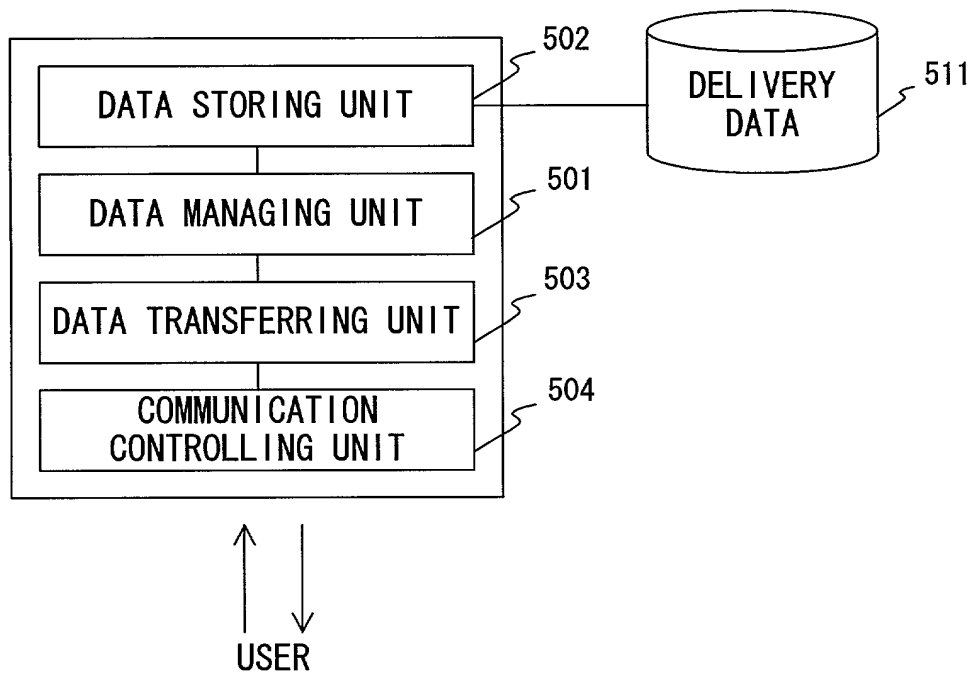 502
DATA STORING UNIT
DELIVERY
DATA
511
501
DATA MANAGING UNIT
503
DATA TRANSFERRING UNIT
504
COMMUNICATION
CONTROLLING UNIT
USER